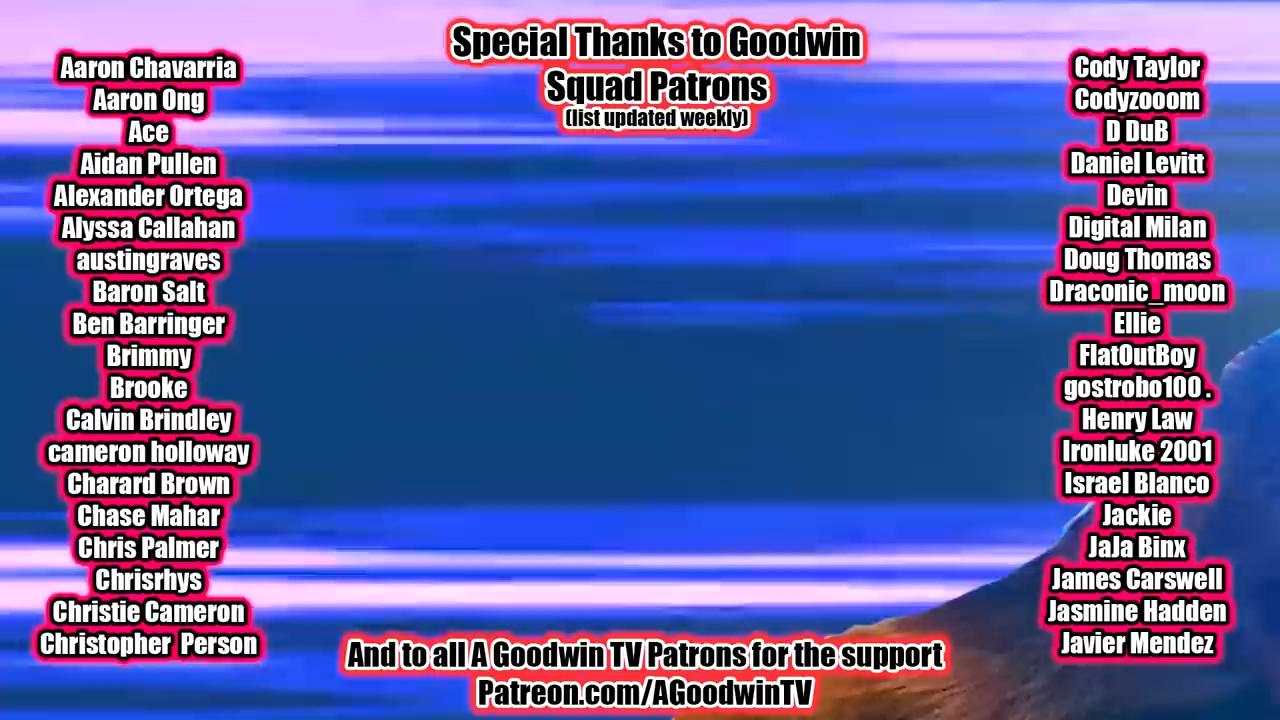 Special Thanks to Goodwin
Squad Patrons
(list updated weekly)
Aaron Chavarria
Aaron Ong
Ace
Aidan Pullen
Alexander Ortega
Alyssa Callahan
austingraves
Baron Salt
Ben Barringer
Brimmy
Brooke
Calvin Brindley
cameron holloway
Charard Brown
Chase Mahar
Chris Palmer
Chrisrhys
Christie Cameron
Christopher Person
Cody Taylor
Codyzooom
D DuB
Daniel Levitt
Devin
Digital Milan
Doug Thomas
Draconic_moon
Ellie
FlatOutBoy
gostrobo100 .
Henry Law
Ironluke 2001
Israel Blanco
Jackie
JaJa Binx
James Carswell
Jasmine Hadden
Javier Mendez
And to all A Goodwin TV Patrons for the support
Patreon.com/AGoodwinTV